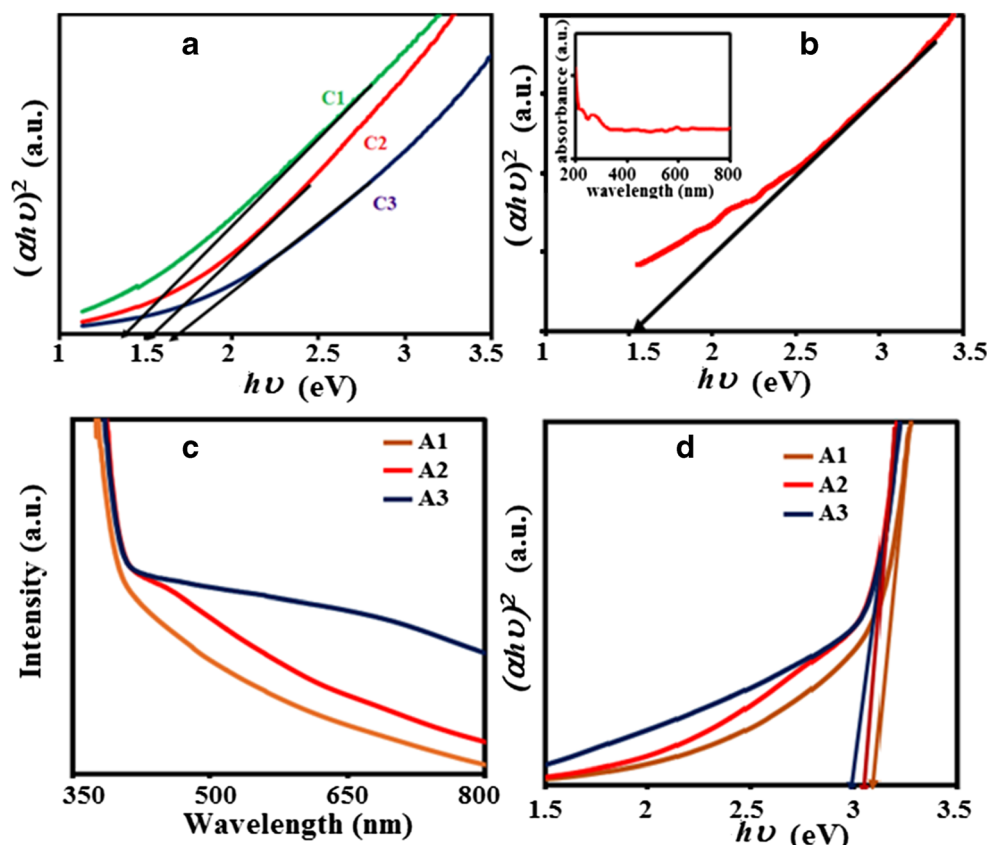 a
C1
C2
C3
(αhυ)² (a.u.)
1 1.5 2 2.5 3 3.5
hυ (eV)
b
absorbance (a.u.)
200 400 600 800
wavelength (nm)
(αhυ)² (a.u.)
1 1.5 2 2.5 3 3.5
hυ (eV)
c
A1
A2
A3
Intensity (a.u.)
350 500 650 800
Wavelength (nm)
d
A1
A2
A3
(αhυ)² (a.u.)
1.5 2 2.5 3 3.5
hυ (eV)